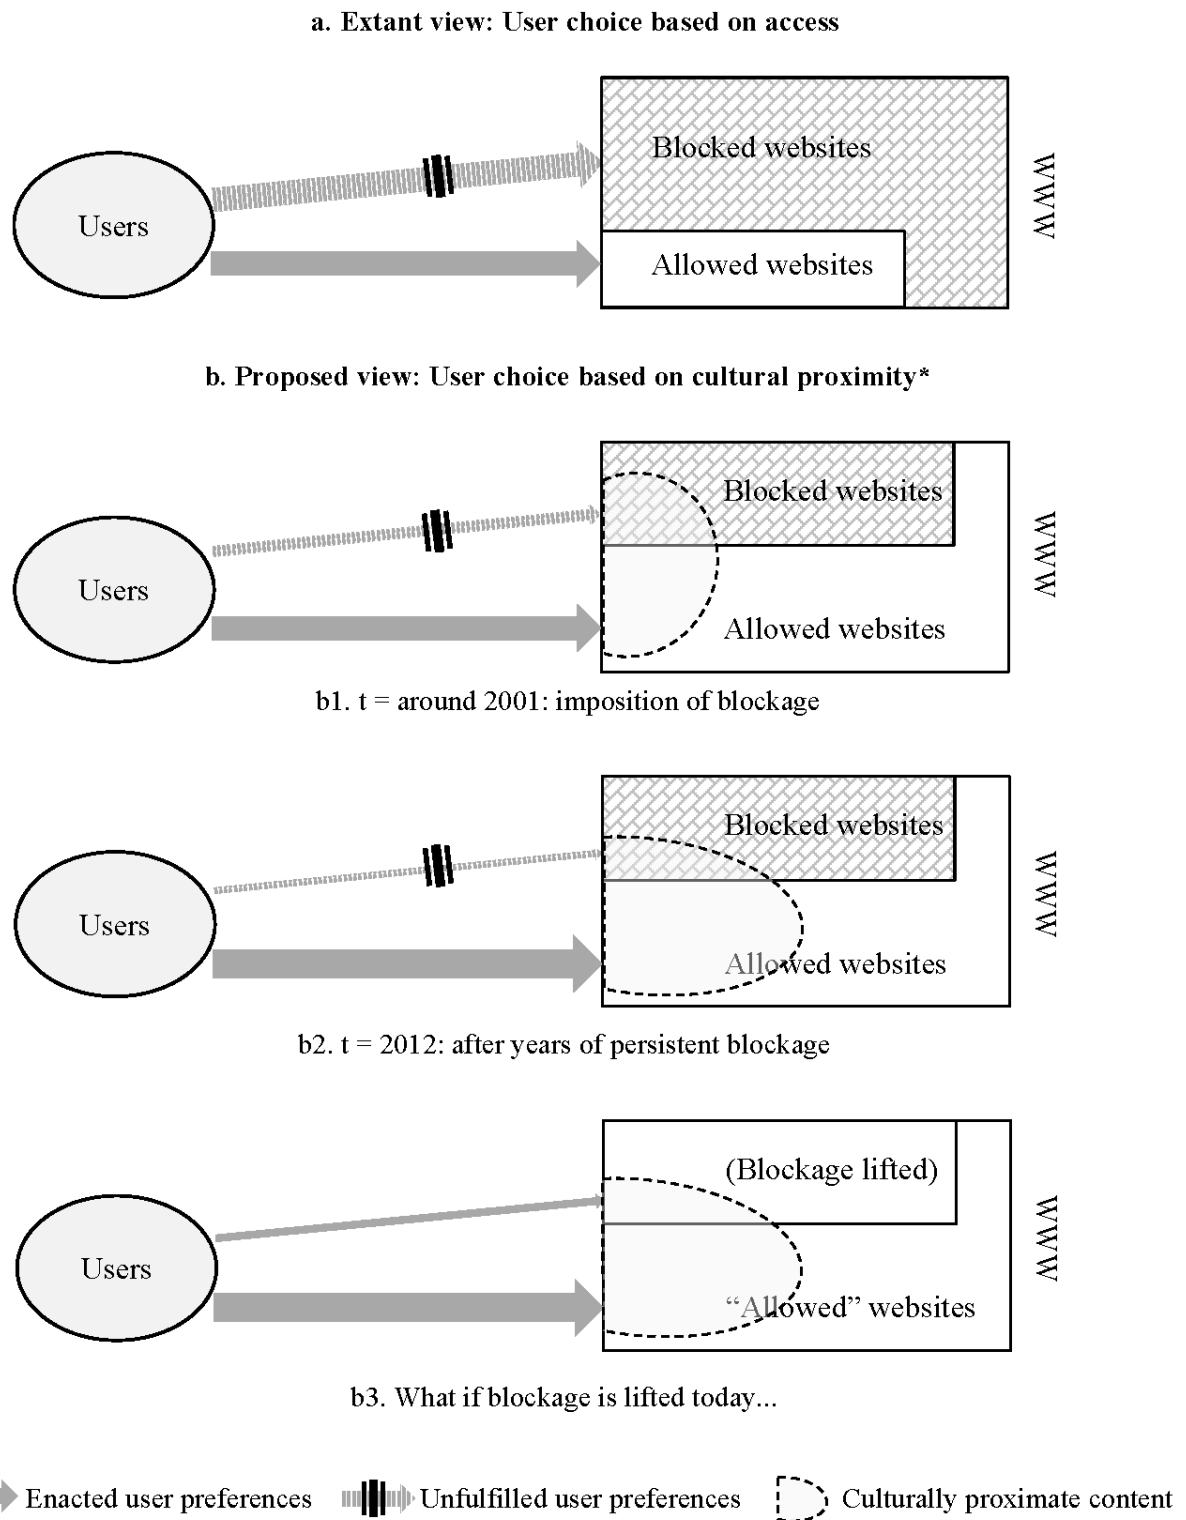 a. Extant view: User choice based on access
Blocked websites
Users
Allowed websites
WWW
b. Proposed view: User choice based on cultural proximity*
Blocked websites
Users
Allowed websites
WWW
b1. t = around 2001: imposition of blockage
Blocked websites
Users
Allowed websites
WWW
b2. t = 2012: after years of persistent blockage
(Blockage lifted)
Users
“Allowed” websites
WWW
b3. What if blockage is lifted today...
Enacted user preferences
Unfulfilled user preferences
Culturally proximate content